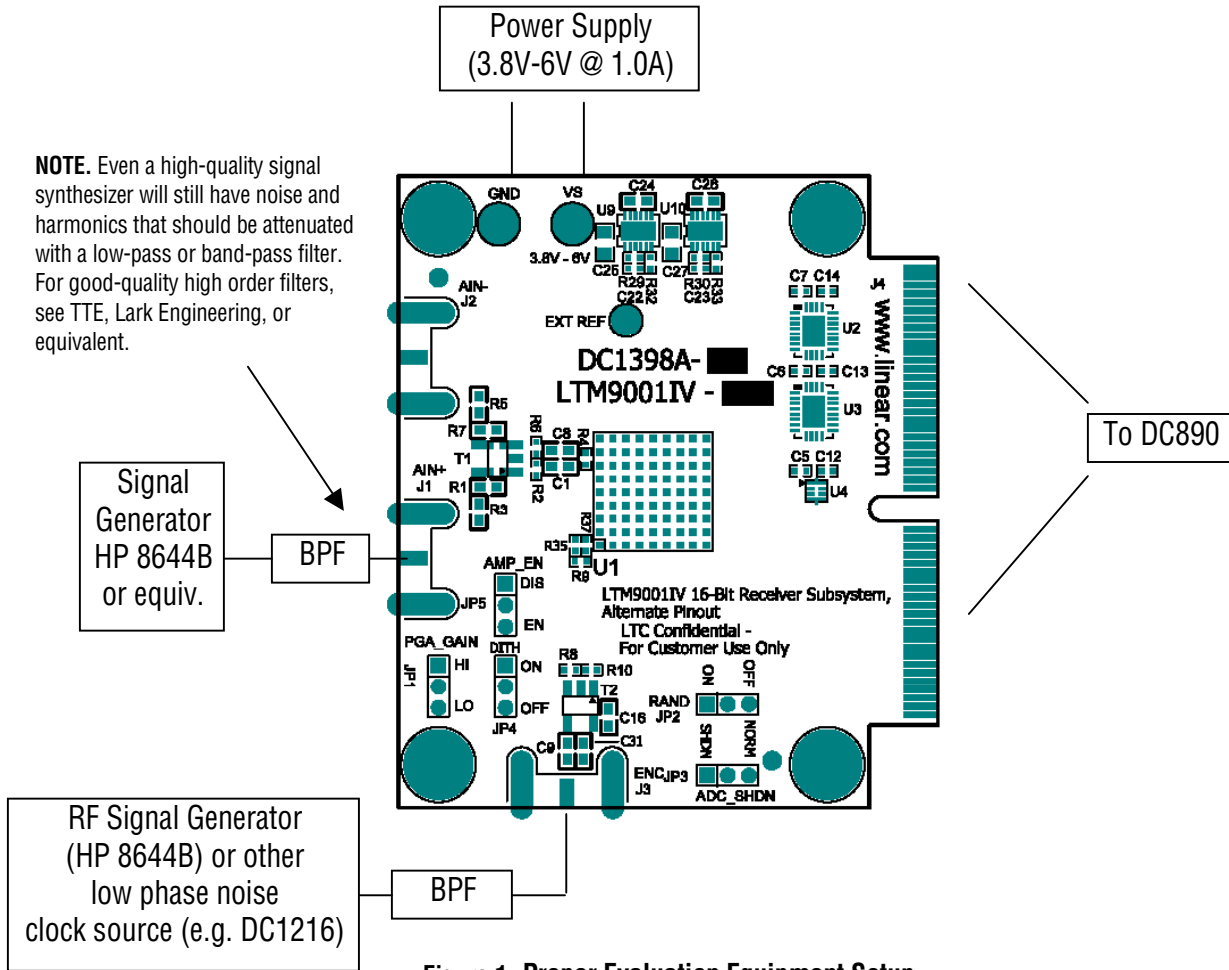 Power Supply
(3.8V-6V @ 1.0A)
NOTE. Even a high-quality signal
synthesizer will still have noise and
harmonics that should be attenuated
with a low-pass or band-pass filter.
For good-quality high order filters,
see TTE, Lark Engineering, or
equivalent.
GND
VS
3.8V - 6V
C24
C26
U9
U10
C25
C27
R29
R32
R30
R33
C22
C23
EXT REF
AIN-
J2
C7
C14
J4
U2
C6
C13
U3
C5
C12
U4
www.linear.com
To DC890
DC1398A-
LTM9001IV -
R5
R7
T1
R6
C8
R4
AIN+
J1
R1
R2
C1
R3
Signal
Generator
HP 8644B
or equiv.
BPF
R37
R35
R9
U1
AMP_EN
DIS
JP5
EN
LTM9001IV 16-Bit Receiver Subsystem,
Alternate Pinout
LTC Confidential -
For Customer Use Only
PGA_GAIN
JP1
HI
LO
DITH
ON
OFF
JP4
R8
R10
T2
C16
C9
C31
ON
OFF
RAND
JP2
SHDN
NORM
JP3
ADC_SHDN
ENC
J3
RF Signal Generator
(HP 8644B) or other
low phase noise
clock source (e.g. DC1216)
BPF
Figure 1. Proper Evaluation Equipment Setup